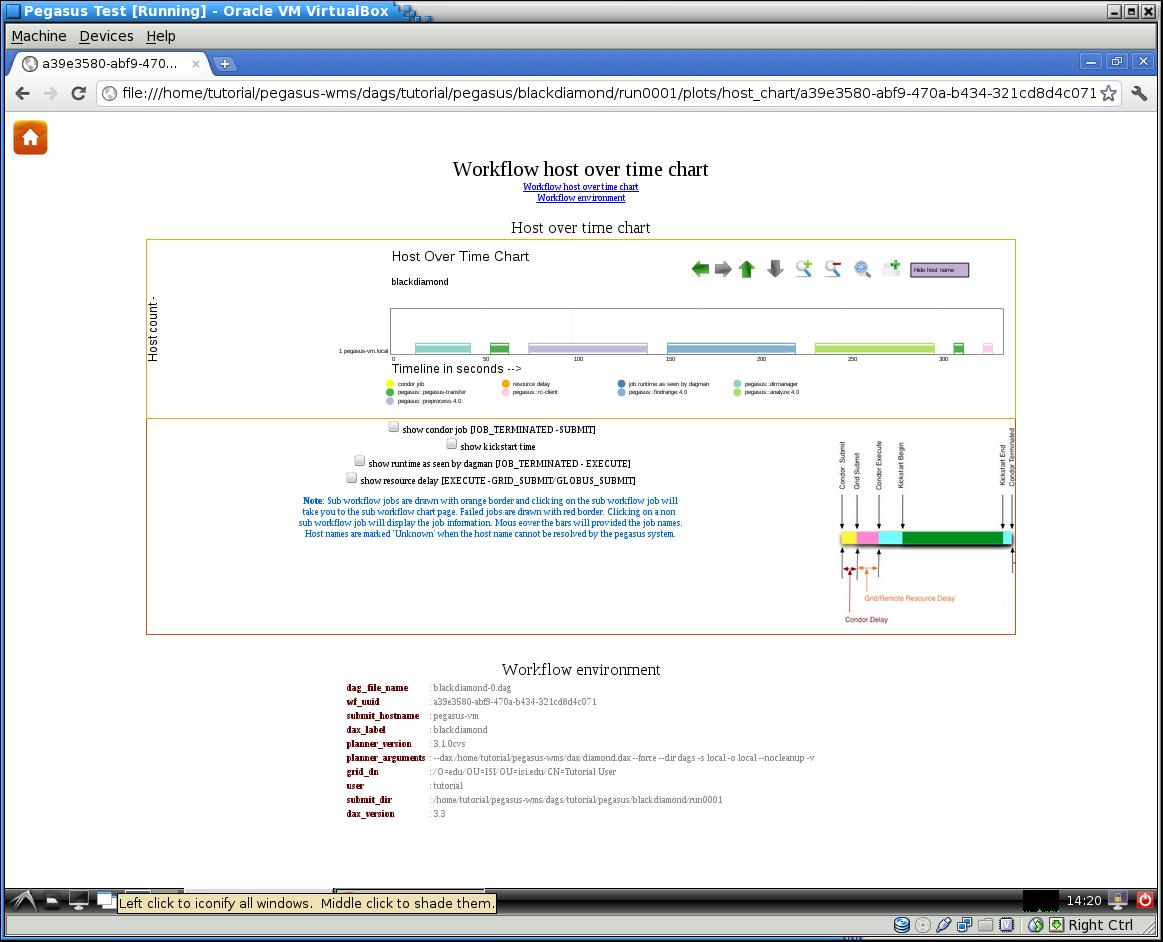 Pegasus Test [Running] - Oracle VM VirtualBox
Machine Devices Help
a39e3580-abf9-470...
file:///home/tutorial/pegasus-wms/dags/tutorial/pegasus/blackdiamond/run0001/plots/host_chart/a39e3580-abf9-470a-b434-321cd8d4c071
Workflow host over time chart
Workflow host over time chart
Workflow environment
Host over time chart
Host Over Time Chart
blackdiamond
Hide host name
Host count -
1 pegasus-vm.local
0 50 100 150 200 250 300
Timeline in seconds -->
condor job resource delay job runtime as seen by dagman pegasus::dirmanager
pegasus::pegasus-transfer pegasus::rc-client pegasus::findrange:4.0 pegasus::analyze:4.0
pegasus::preprocess:4.0
show condor job [JOB_TERMINATED -SUBMIT]
show kickstart time
show runtime as seen by dagman [JOB_TERMINATED - EXECUTE]
show resource delay [EXECUTE -GRID_SUBMIT/GLOBUS_SUBMIT]
Note: Sub workflow jobs are drawn with orange border and clicking on the sub workflow job will
take you to the sub workflow chart page. Failed jobs are drawn with red border. Clicking on a non
sub workflow job will display the job information. Mous eover the bars will provided the job names.
Host names are marked 'Unknown' when the host name cannot be resolved by the pegasus system.
Condor Submit
Grid Submit
Condor Execute
Kickstart Begin
Kickstart End
Condor Terminated
Grid/Remote Resource Delay
Condor Delay
Workflow environment
dag_file_name : blackdiamond-0.dag
wf_uuid : a39e3580-abf9-470a-b434-321cd8d4c071
submit_hostname : pegasus-vm
dax_label : blackdiamond
planner_version : 3.1.0cvs
planner_arguments : --dax /home/tutorial/pegasus-wms/dax/diamond.dax --force --dir dags -s local -o local --nocleanup -v
grid_dn : /O=edu/OU=ISI/OU=isi.edu/CN=Tutorial User
user : tutorial
submit_dir : /home/tutorial/pegasus-wms/dags/tutorial/pegasus/blackdiamond/run0001
dax_version : 3.3
Left click to iconify all windows. Middle click to shade them.
14:20
Right Ctrl